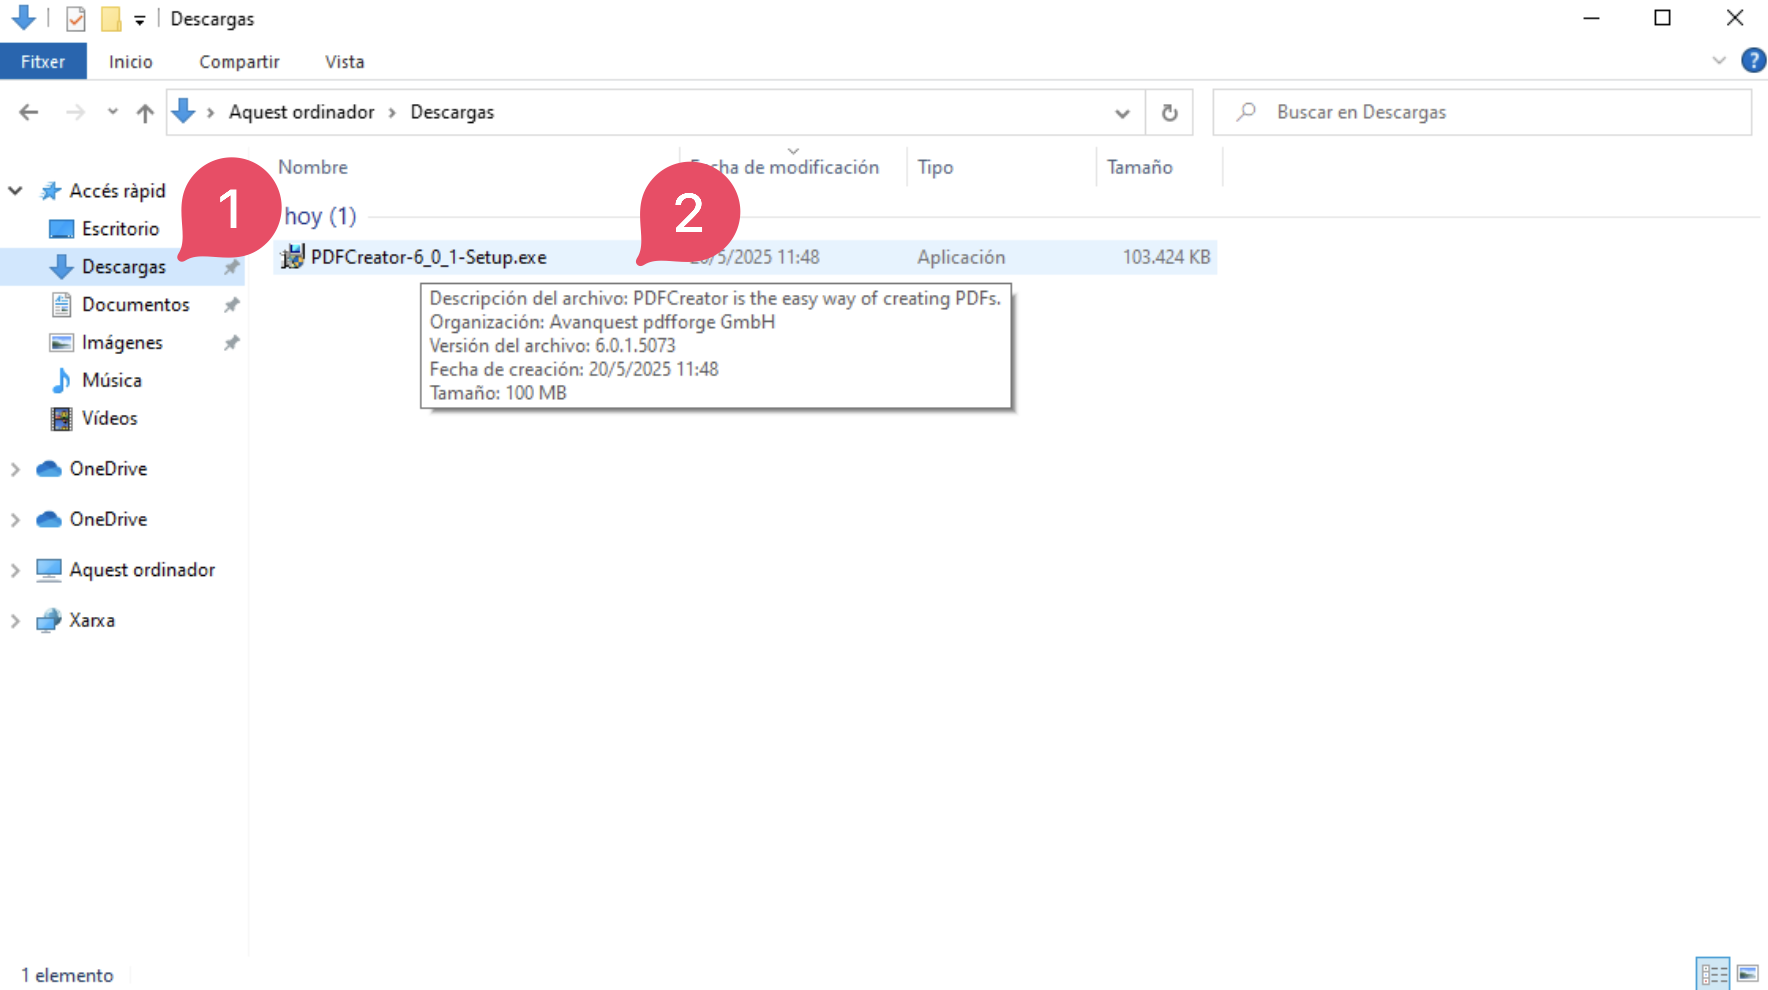 Descargas
Fitxer Inicio Compartir Vista ?
Aquest ordinador Descargas Buscar en Descargas
Nombre cha de modificación Tipo Tamaño
Accés ràpid
1
2
hoy (1)
Escritorio
PDFCreator-6_0_1-Setup.exe 20/5/2025 11:48 Aplicación 103.424 KB
Descargas
Descripción del archivo: PDFCreator is the easy way of creating PDFs.
Organización: Avanquest pdfforge GmbH
Versión del archivo: 6.0.1.5073
Fecha de creación: 20/5/2025 11:48
Tamaño: 100 MB
Documentos
Imágenes
Música
Vídeos
OneDrive
OneDrive
Aquest ordinador
Xarxa
1 elemento